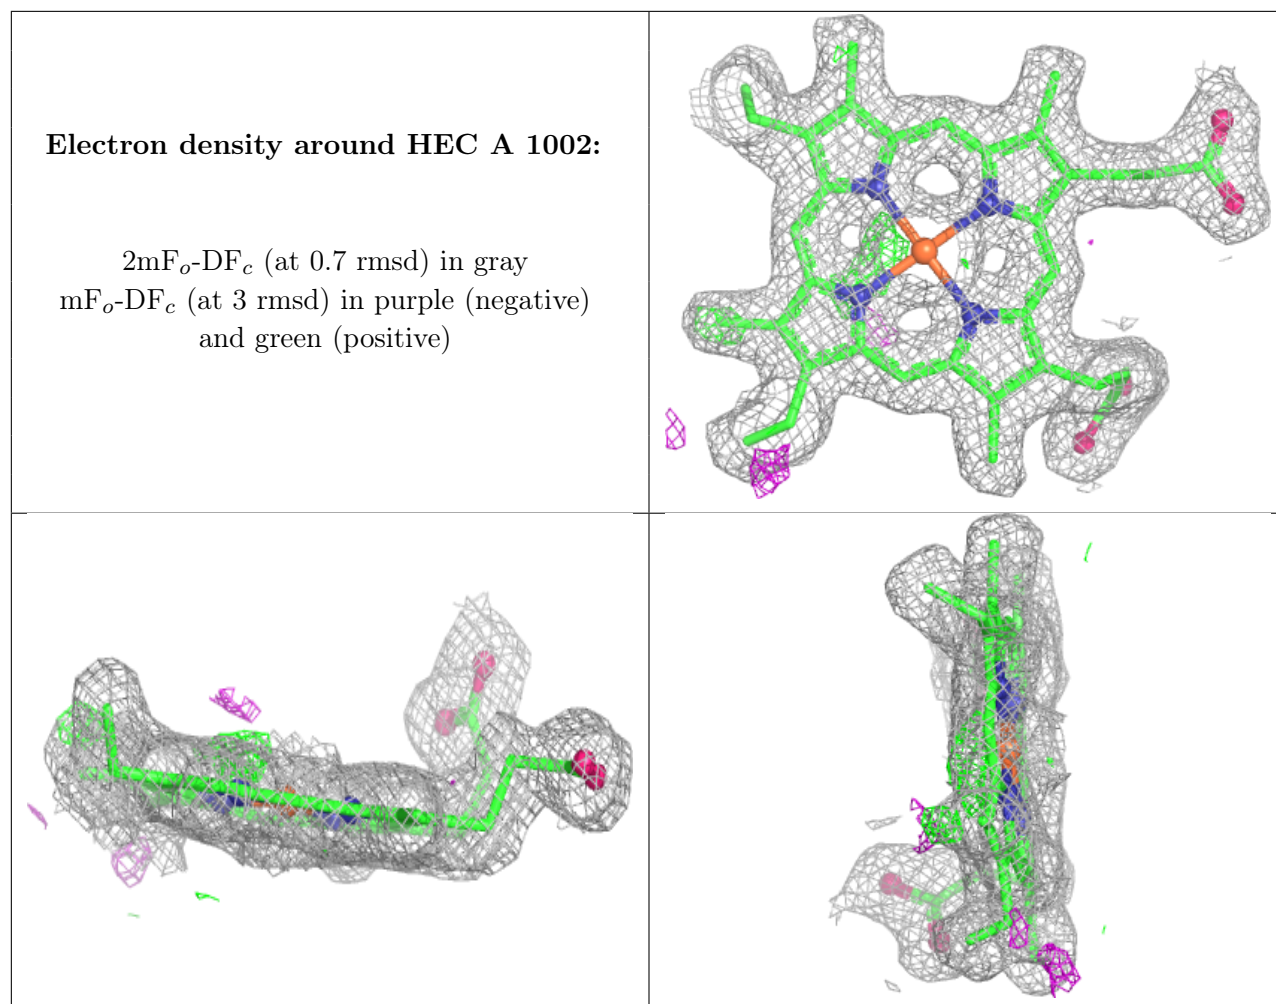 Electron density around HEC A 1002:
2mFo-DFc (at 0.7 rmsd) in gray
mFo-DFc (at 3 rmsd) in purple (negative)
and green (positive)